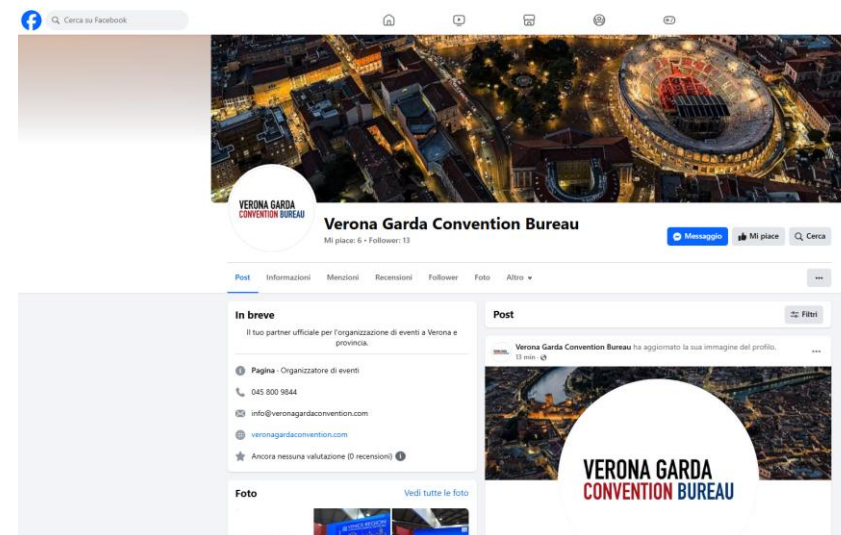 Cerca su Facebook
VERONA GARDA
CONVENTION BUREAU
Verona Garda Convention Bureau
Mi piace: 6 • Follower: 13
Messaggio
Mi piace
Cerca
Post
Informazioni
Menzioni
Recensioni
Follower
Foto
Altro
In breve
Il tuo partner ufficiale per l'organizzazione di eventi a Verona e
provincia.
Pagina · Organizzatore di eventi
045 800 9844
info@veronagardaconvention.com
veronagardaconvention.com
Ancora nessuna valutazione (0 recensioni)
Foto
Vedi tutte le foto
Post
Filtri
Verona Garda Convention Bureau ha aggiornato la sua immagine del profilo.
13 min ·
VERONA GARDA
CONVENTION BUREAU